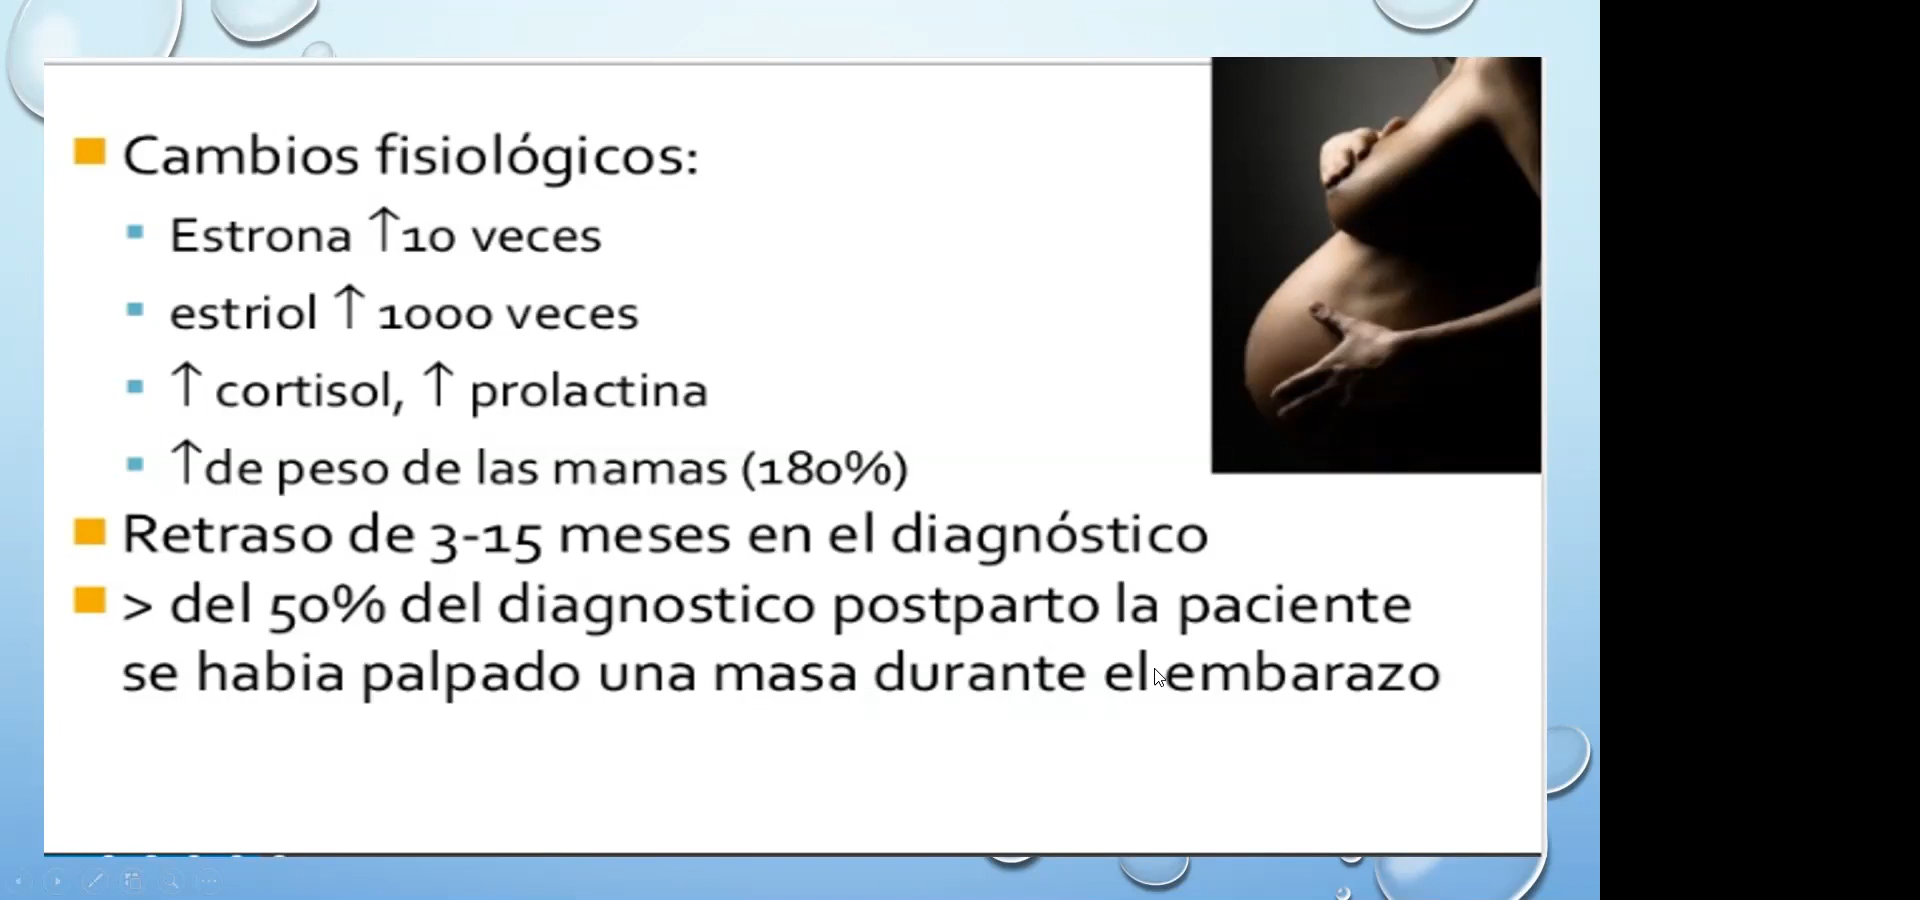 Cambios fisiológicos:
Estrona ↑10 veces
estriol ↑ 1000 veces
↑ cortisol, ↑ prolactina
↑de peso de las mamas (180%)
Retraso de 3-15 meses en el diagnóstico
> del 50% del diagnostico postparto la paciente
se habia palpado una masa durante el embarazo